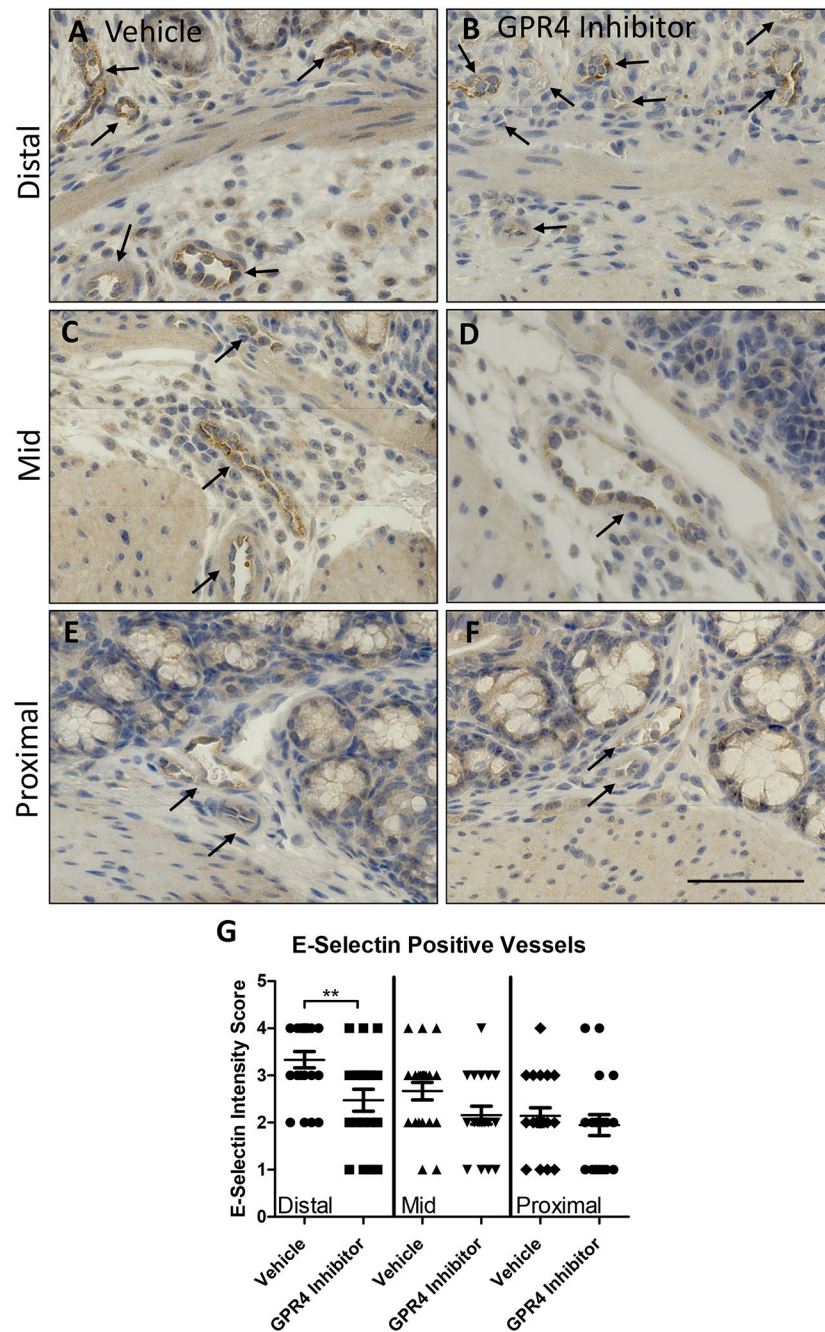 A Vehicle
B GPR4 Inhibitor
Distal
C
D
Mid
E
F
Proximal
G
E-Selectin Positive Vessels
E-Selectin Intensity Score
5
4
3
2
1
0
**
Distal
Mid
Proximal
Vehicle
GPR4 Inhibitor
Vehicle
GPR4 Inhibitor
Vehicle
GPR4 Inhibitor